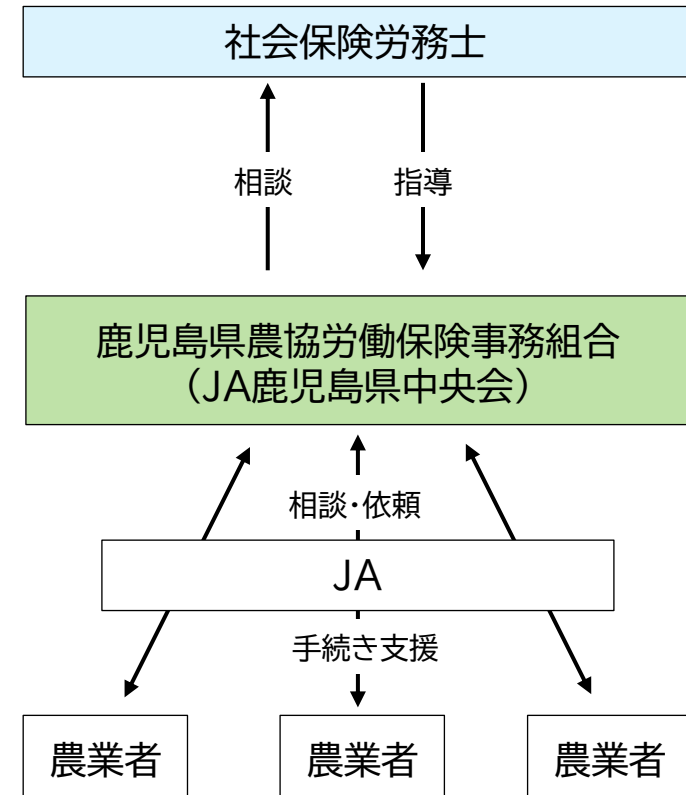 社会保険労務士
相談
指導
鹿児島県農協労働保険事務組合
（JA鹿児島県中央会）
相談・依頼
JA
手続き支援
農業者
農業者
農業者